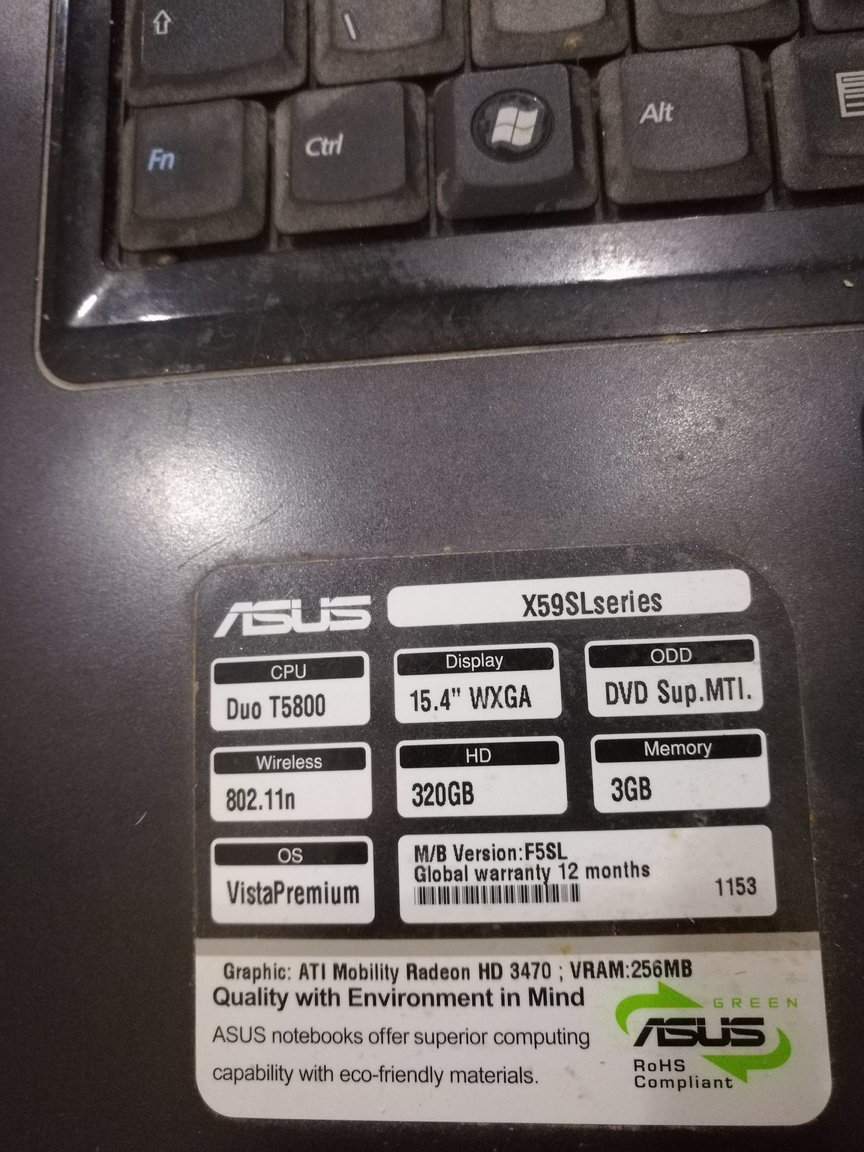 Fn
Ctrl
Alt
ASUS
X59SLseries
CPU
Duo T5800
Display
15.4" WXGA
ODD
DVD Sup.MTI.
Wireless
802.11n
HD
320GB
Memory
3GB
OS
VistaPremium
M/B Version:F5SL
Global warranty 12 months
1153
Graphic: ATI Mobility Radeon HD 3470 ; VRAM:256MB
Quality with Environment in Mind
ASUS notebooks offer superior computing
capability with eco-friendly materials.
GREEN
ASUS
RoHS
Compliant